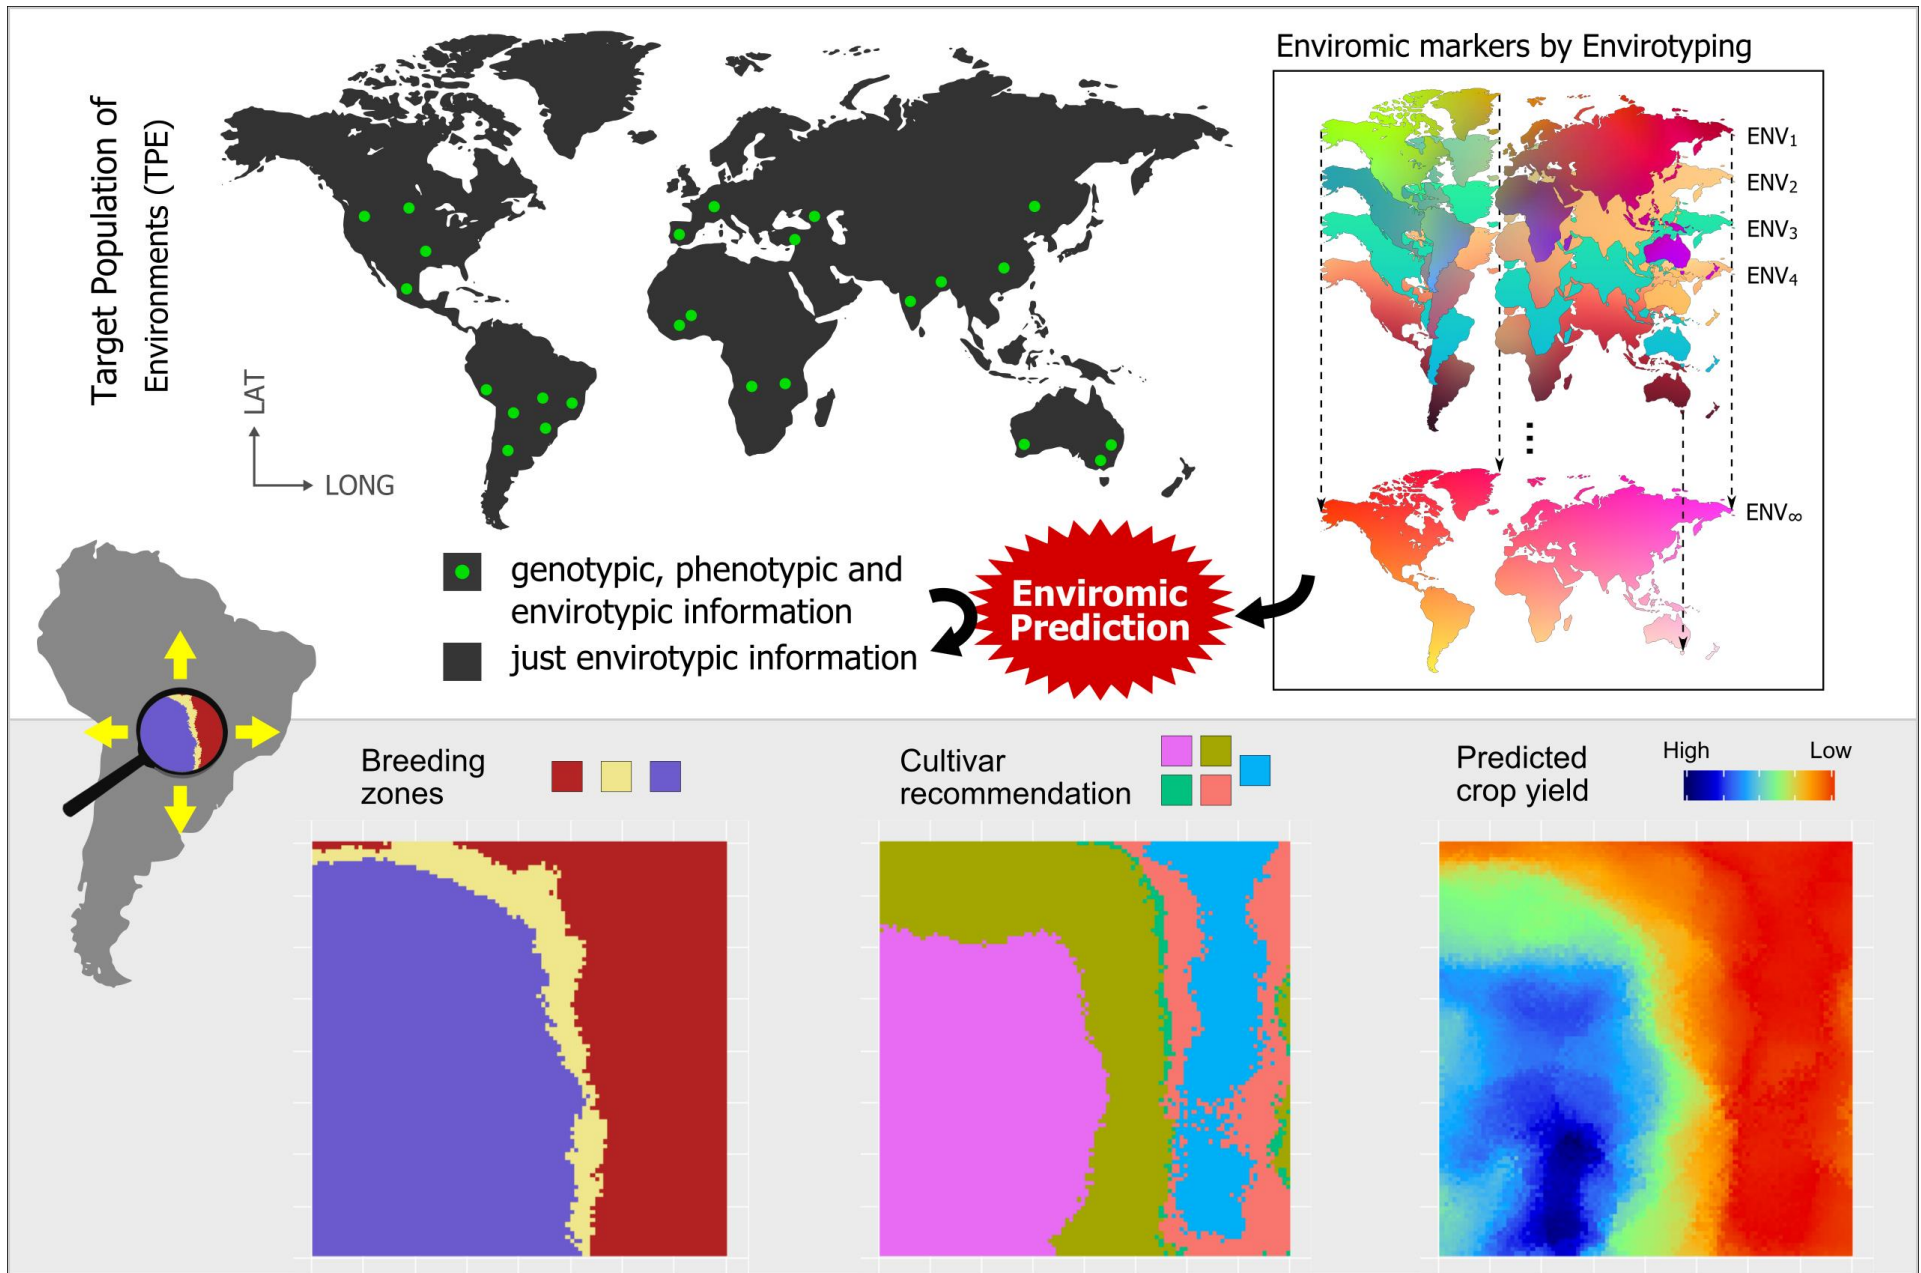 Target Population of
Environments (TPE)
LAT
LONG
Enviromic markers by Envirotyping
ENV₁
ENV₂
ENV₃
ENV₄
⋮
ENV∞
genotypic, phenotypic and
envirotypic information
just envirotypic information
Enviromic
Prediction
Breeding
zones
Cultivar
recommendation
Predicted
crop yield
High
Low